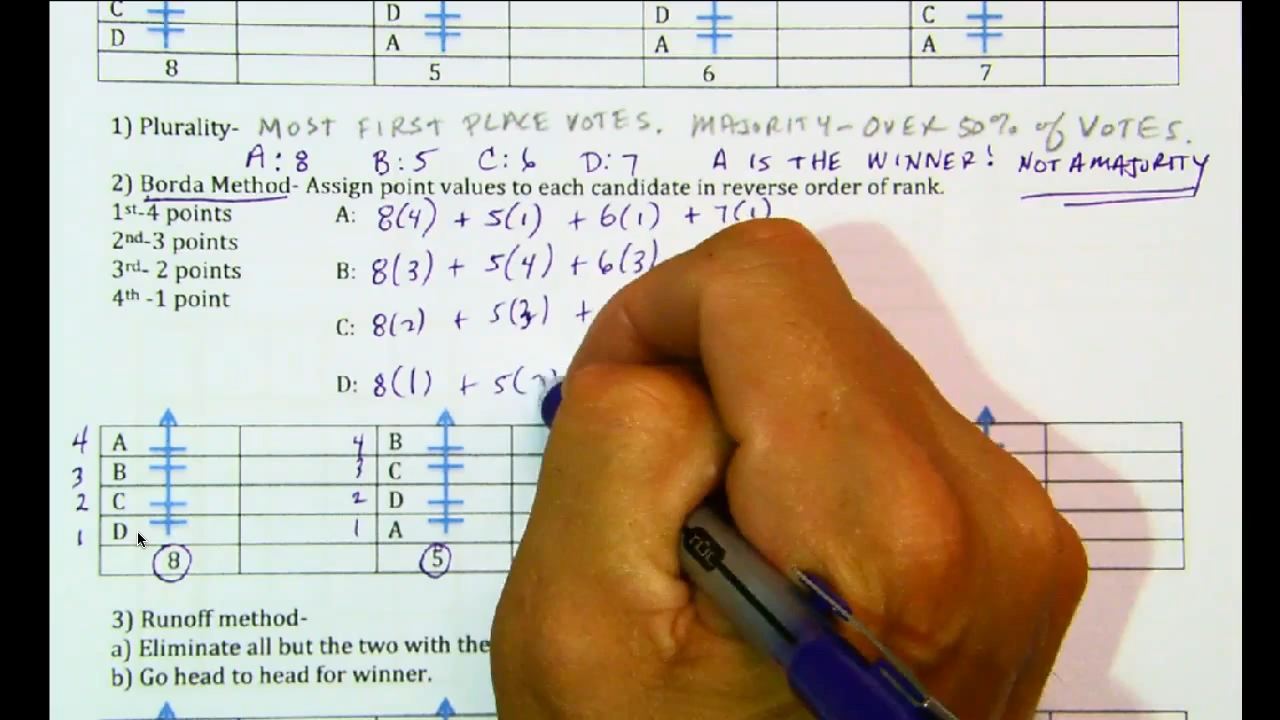 C D D C
D A A A
8 5 6 7
1) Plurality- MOST FIRST PLACE VOTES. MAJORITY - OVER 50% of VOTES.
A: 8 B: 5 C: 6 D: 7 A IS THE WINNER! NOT A MAJORITY
2) Borda Method- Assign point values to each candidate in reverse order of rank.
1st-4 points A: 8(4) + 5(1) + 6(1) + 7(1)
2nd-3 points
3rd- 2 points B: 8(3) + 5(4) + 6(3)
4th -1 point
C: 8(2) + 5(3) +
D: 8(1) + 5(2)
4 A 4 B
3 B 3 C
2 C 2 D
1 D 1 A
8 5
3) Runoff method-
a) Eliminate all but the two with the
b) Go head to head for winner.